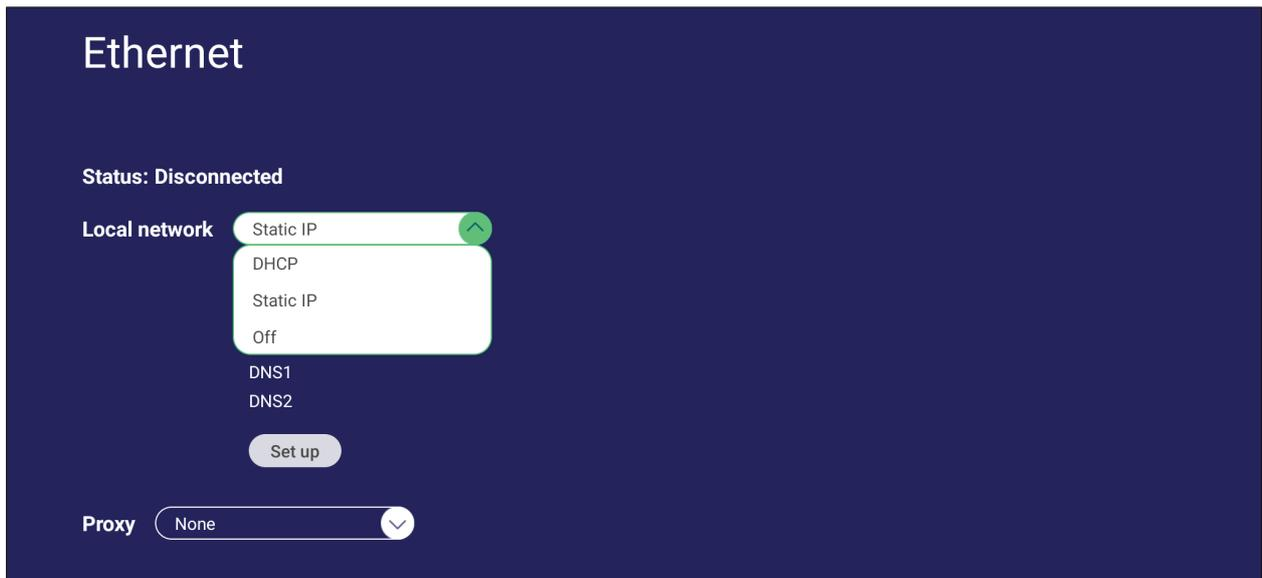 Ethernet
Status: Disconnected
Local network Static IP
DHCP
Static IP
Off
DNS1
DNS2
Set up
Proxy None